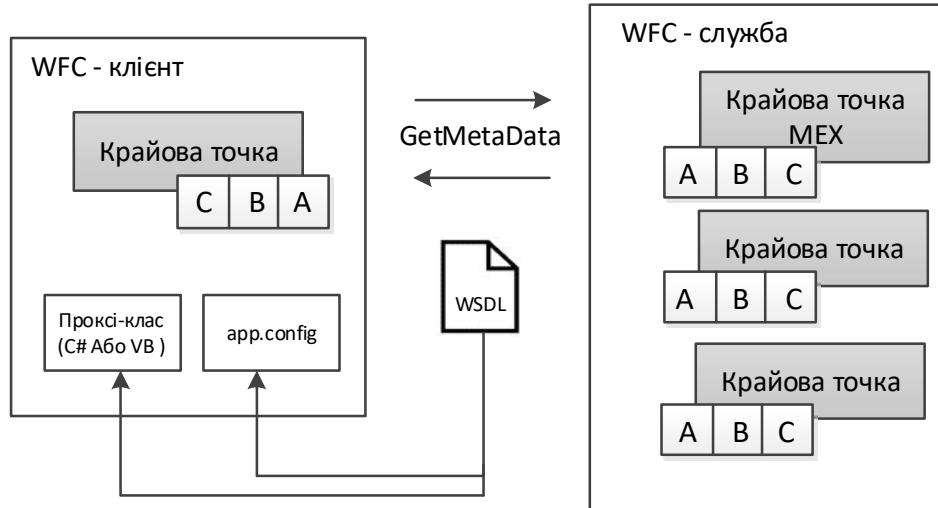 WFC - клієнт
Крайова точка
C B A
Проксі-клас
(C# Або VB )
app.config
GetMetaData
WSDL
WFC - служба
Крайова точка
MEX
A B C
Крайова точка
A B C
Крайова точка
A B C